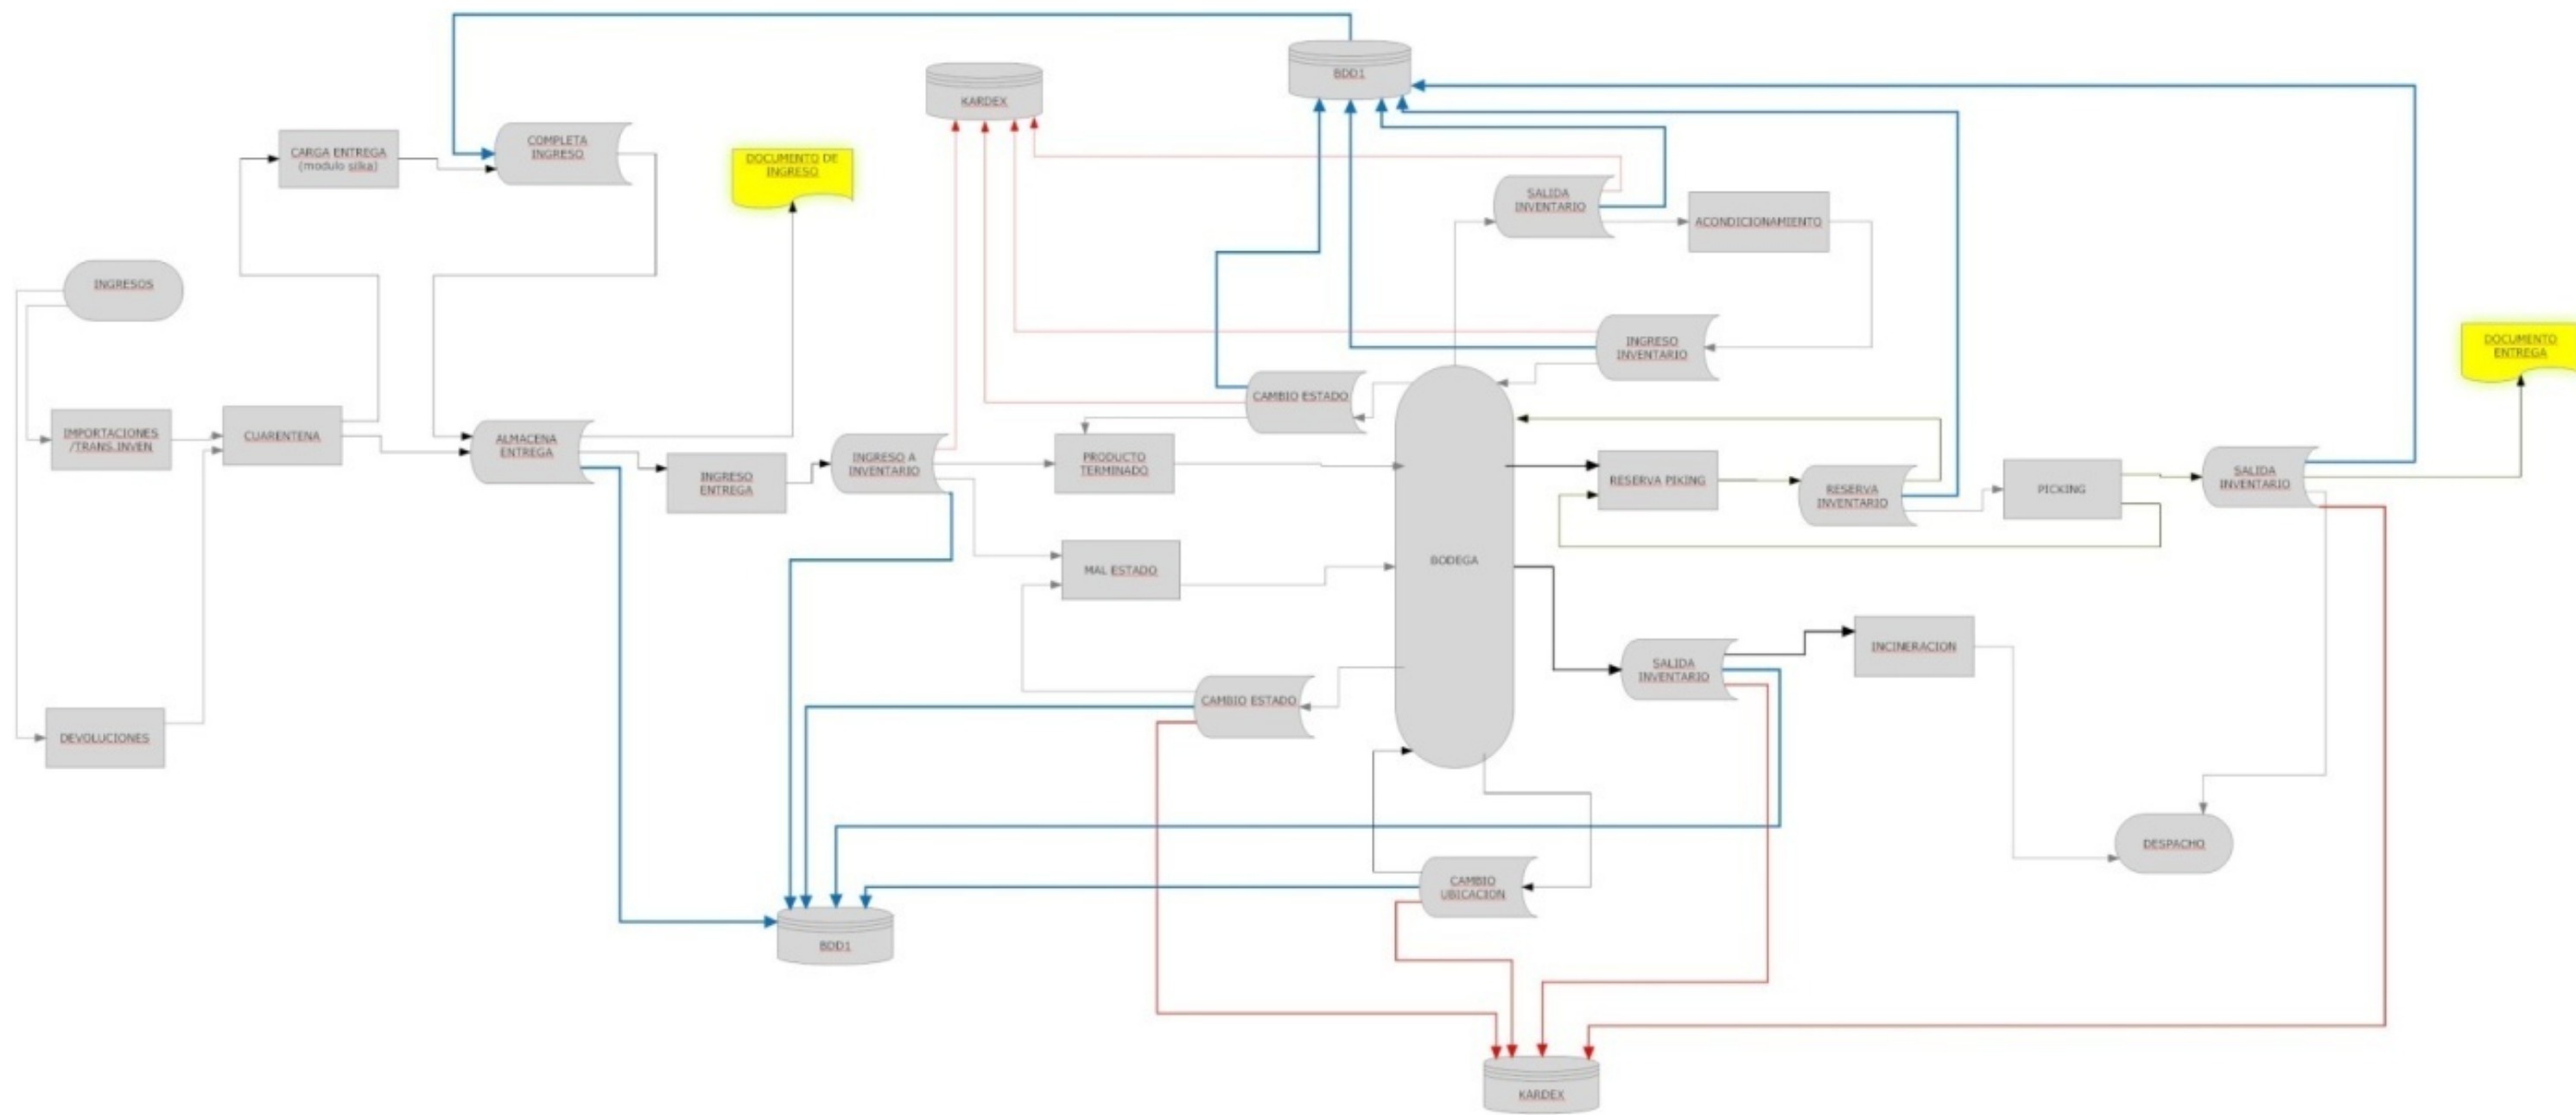 BDD1
KARDEX
CARGA ENTREGA
(modulo silka)
COMPLETA
INGRESO
DOCUMENTO DE
INGRESO
SALIDA
INVENTARIO
ACONDICIONAMIENTO
INGRESOS
INGRESO
INVENTARIO
DOCUMENTO
ENTREGA
CAMBIO ESTADO
IMPORTACIONES
/TRANS.INVEN
CUARENTENA
ALMACENA
ENTREGA
INGRESO
ENTREGA
INGRESO A
INVENTARIO
PRODUCTO
TERMINADO
RESERVA PIKING
RESERVA
INVENTARIO
PICKING
SALIDA
INVENTARIO
MAL ESTADO
BODEGA
SALIDA
INVENTARIO
INCINERACION
CAMBIO ESTADO
DEVOLUCIONES
DESPACHO
CAMBIO
UBICACION
BDD1
KARDEX